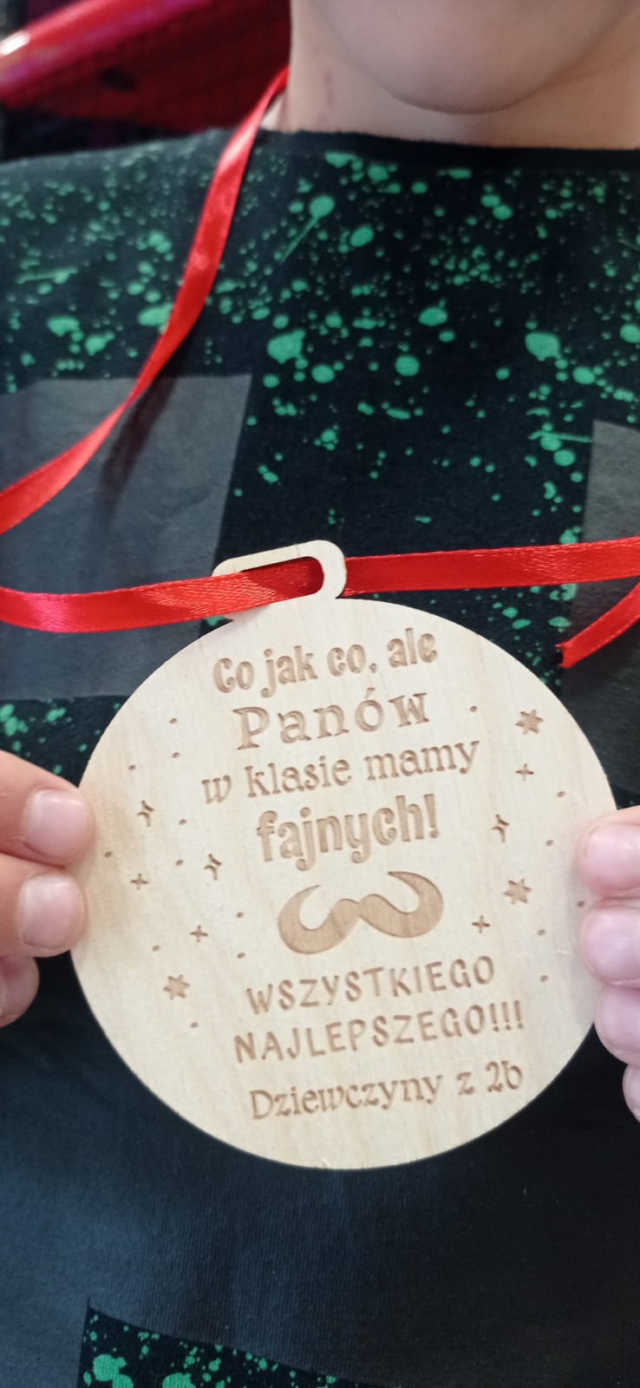 Co jak co, ale
Panów
w klasie mamy
fajnych!
WSZYSTKIEGO
NAJLEPSZEGO!!!
Dziewczyny z 2b